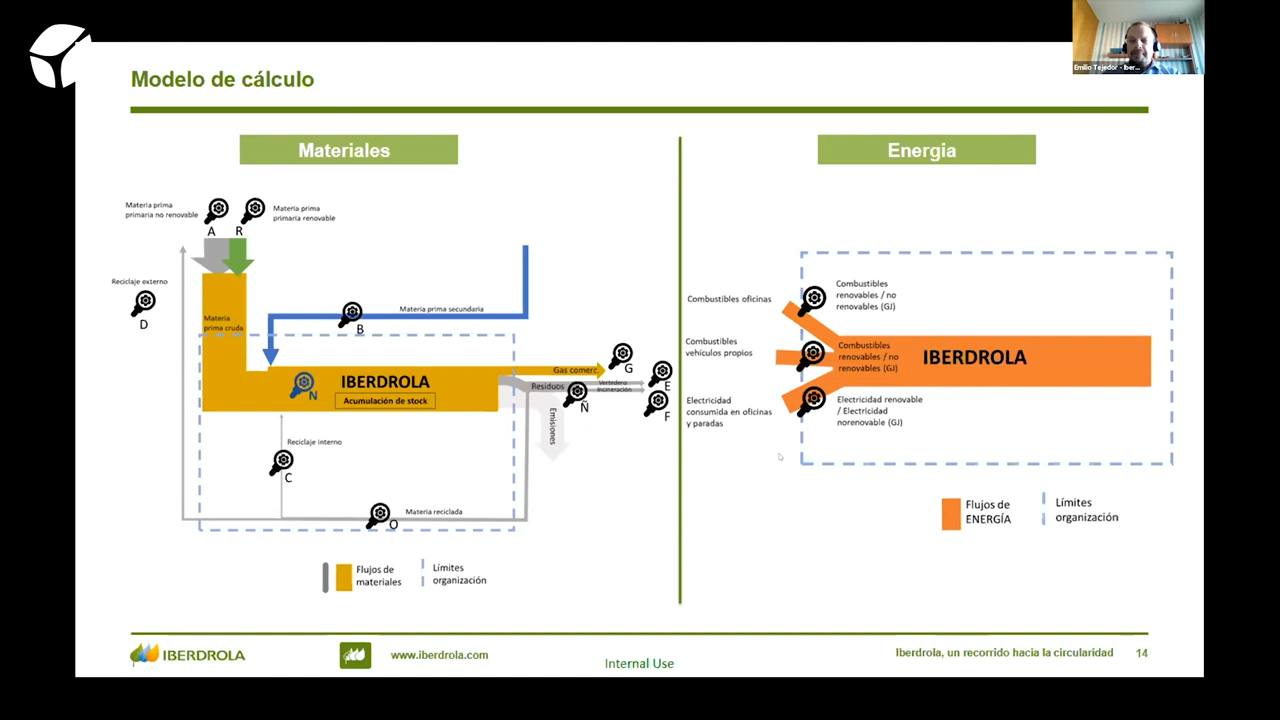 Emilio Tejedor - Iber...
Modelo de cálculo
Materiales
Energia
Materia prima
primaria no renovable
A
R
Materia prima
primaria renovable
Reciclaje externo
D
Materia
prima cruda
Materia prima secundaria
B
IBERDROLA
Acumulación de stock
N
Gas comerc.
G
Residuos
Vertedero
Incineración
E
Ñ
F
Emisiones
Reciclaje interno
C
Materia reciclada
O
Flujos de
materiales
Límites
organización
Combustibles oficinas
Combustibles
renovables / no
renovables (GJ)
Combustibles
vehículos propios
Combustibles
renovables / no
renovables (GJ)
IBERDROLA
Electricidad
consumida en oficinas
y paradas
Electricidad renovable
/ Electricidad
norenovable (GJ)
Flujos de
ENERGÍA
Límites
organización
IBERDROLA
www.iberdrola.com
Internal Use
Iberdrola, un recorrido hacia la circularidad
14